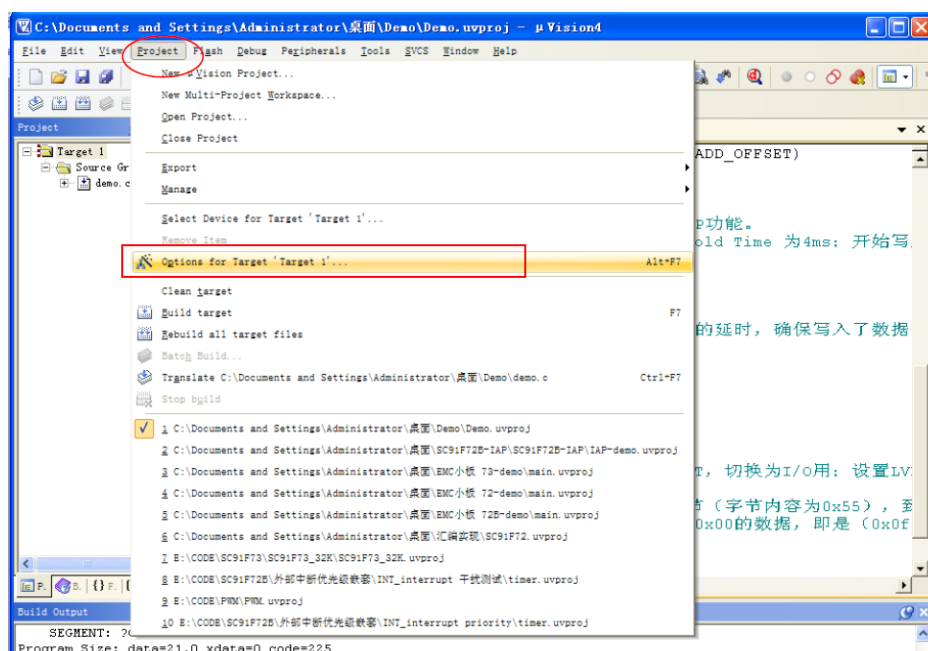 C:\Documents and Settings\Administrator\桌面\Demo\Demo.uvproj - µVision4
File Edit View Project Flash Debug Peripherals Tools SVCS Window Help
New µVision Project...
New Multi-Project Workspace...
Project
Open Project...
Close Project
Target 1
ADD_OFFSET)
Source Gr
Export
demo.c
Manage
Select Device for Target 'Target 1'...
P功能。
Remove Item
old Time 为4ms; 开始写
Options for Target 'Target 1'... Alt+F7
Clean target
Build target F7
的延时, 确保写入了数据
Rebuild all target files
Batch Build...
Translate C:\Documents and Settings\Administrator\桌面\Demo\demo.c Ctrl+F7
Stop build
1 C:\Documents and Settings\Administrator\桌面\Demo\Demo.uvproj
2 C:\Documents and Settings\Administrator\桌面\SC91F72B-IAP\SC91F72B-IAP\IAP-demo.uvproj
3 C:\Documents and Settings\Administrator\桌面\EMC小板 73-demo\main.uvproj
T, 切换为I/O用; 设置LV
4 C:\Documents and Settings\Administrator\桌面\EMC小板 72-demo\main.uvproj
节(字节内容为0x55), 到
5 C:\Documents and Settings\Administrator\桌面\EMC小板 72B-demo\main.uvproj
0x00的数据, 即是 (0x0f
6 C:\Documents and Settings\Administrator\桌面\汇编实现\SC91F72.uvproj
7 E:\CODE\SC91F73\SC91F73_32K\SC91F73_32K.uvproj
8 E:\CODE\SC91F72B\外部中断优先级嵌套\INT_interrupt 干扰测试\timer.uvproj
P. B. {} F.
9 E:\CODE\PWM\PWM.uvproj
Build Output
10 E:\CODE\SC91F72B\外部中断优先级嵌套\INT_interrupt priority\timer.uvproj
SEGMENT: ?
Program Size: data=21.0 xdata=0 code=225